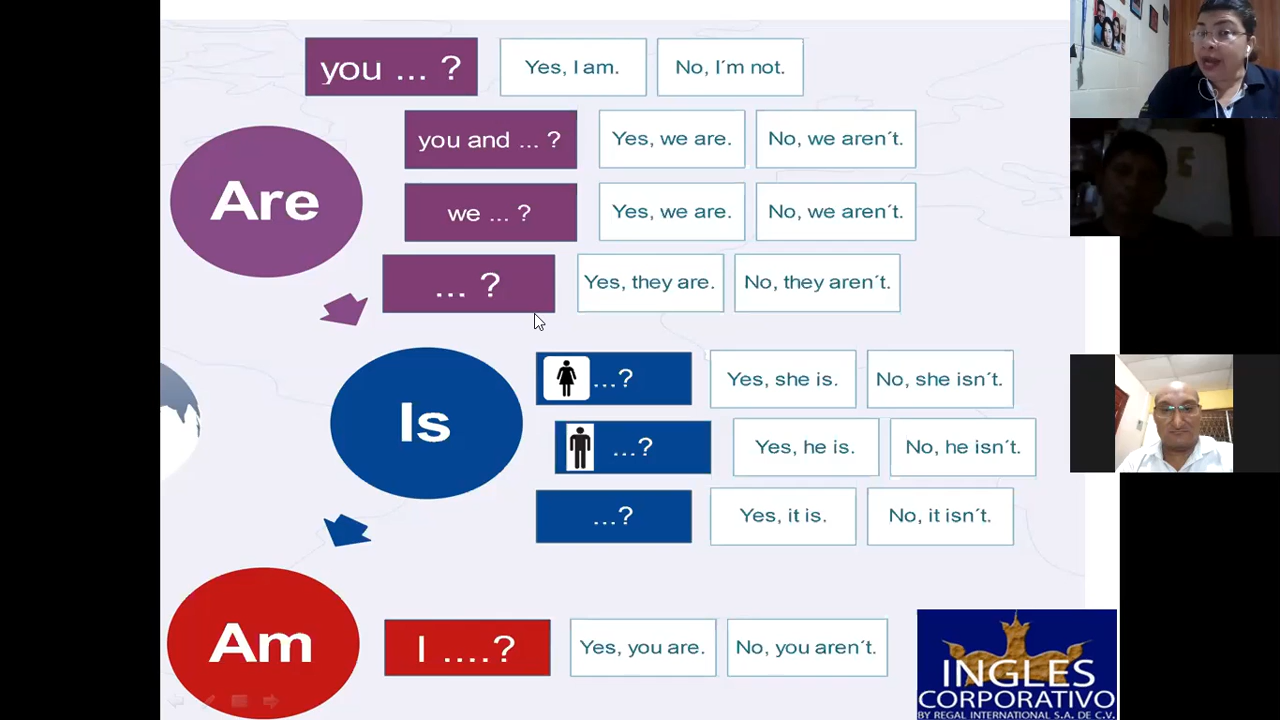 you ... ?
Yes, I am.
No, I´m not.
Are
you and ... ?
Yes, we are.
No, we aren´t.
we ... ?
Yes, we are.
No, we aren´t.
... ?
Yes, they are.
No, they aren´t.
Is
...?
Yes, she is.
No, she isn´t.
...?
Yes, he is.
No, he isn´t.
...?
Yes, it is.
No, it isn´t.
Am
I ....?
Yes, you are.
No, you aren´t.
INGLES
CORPORATIVO
BY REGAL INTERNATIONAL S.A. DE C.V.